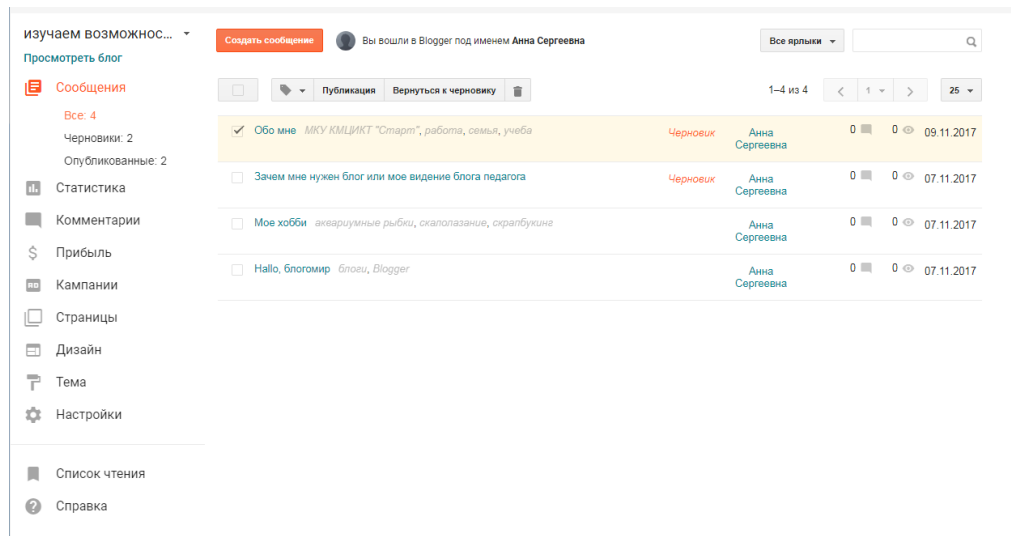 изучаем возможнос...
Просмотреть блог
Создать сообщение
Вы вошли в Blogger под именем Анна Сергеевна
Все ярлыки
Сообщения
Все: 4
Черновики: 2
Опубликованные: 2
Статистика
Комментарии
Прибыль
Кампании
Страницы
Дизайн
Тема
Настройки
Список чтения
Справка
Публикация Вернуться к черновику 1–4 из 4 1 25
Обо мне МКУ КМЦИКТ "Старт", работа, семья, учеба Черновик Анна Сергеевна 0 0 09.11.2017
Зачем мне нужен блог или мое видение блога педагога Черновик Анна Сергеевна 0 0 07.11.2017
Мое хобби аквариумные рыбки, скалолазание, скрапбукинг Анна Сергеевна 0 0 07.11.2017
Hallo, блогомир блоги, Blogger Анна Сергеевна 0 0 07.11.2017